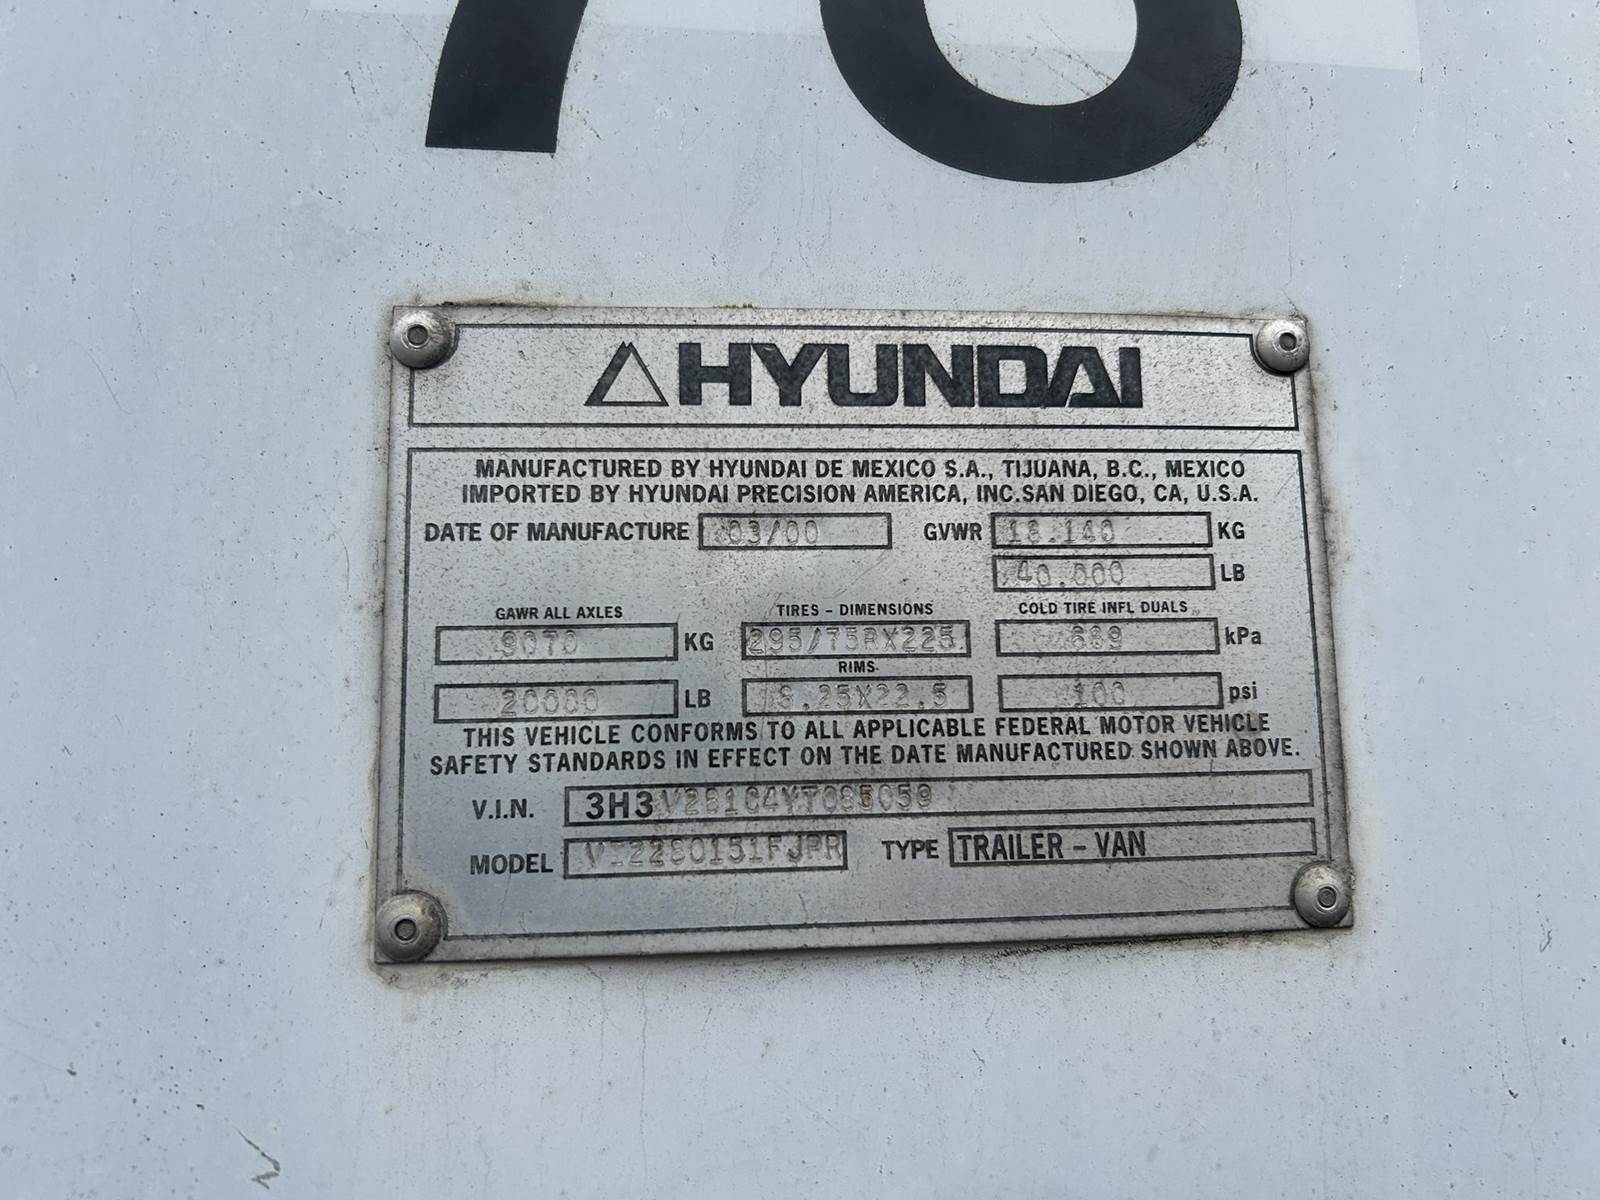 HYUNDAI
MANUFACTURED BY HYUNDAI DE MEXICO S.A., TIJUANA, B.C., MEXICO
IMPORTED BY HYUNDAI PRECISION AMERICA, INC.SAN DIEGO, CA, U.S.A.
DATE OF MANUFACTURE 03/00 GVWR 18.140 KG
40.000 LB
GAWR ALL AXLES TIRES - DIMENSIONS COLD TIRE INFL DUALS
9070 KG 295/75RX225 689 kPa
RIMS
20000 LB 8.25X22.5 100 psi
THIS VEHICLE CONFORMS TO ALL APPLICABLE FEDERAL MOTOR VEHICLE
SAFETY STANDARDS IN EFFECT ON THE DATE MANUFACTURED SHOWN ABOVE.
V.I.N. 3H3
MODEL TYPE TRAILER - VAN